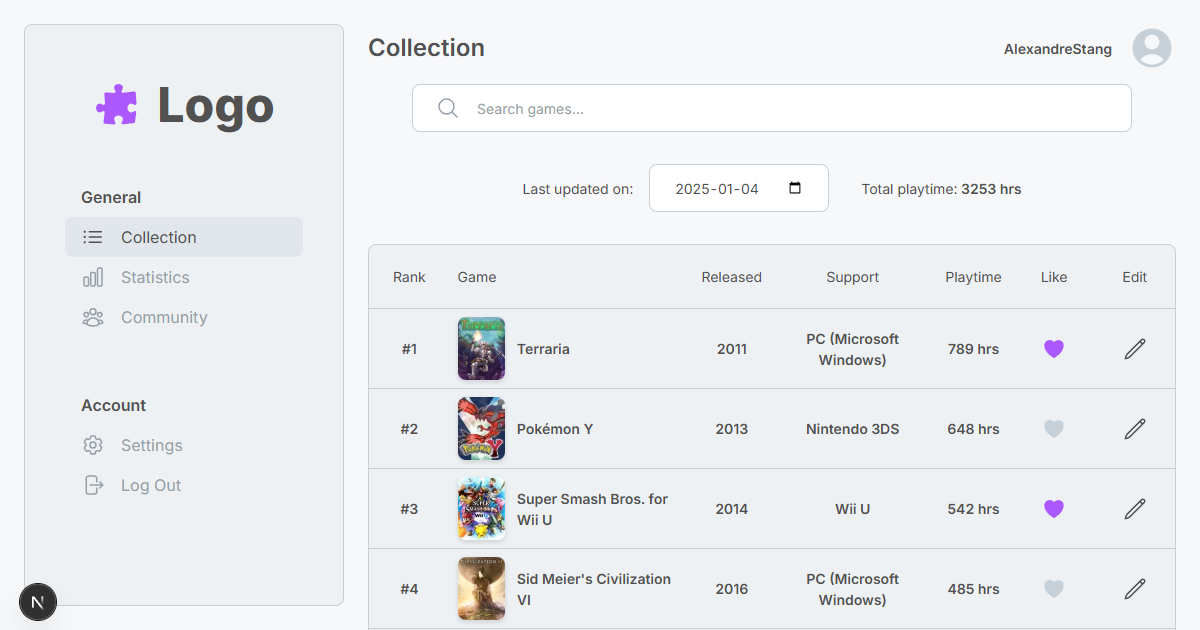 Logo
General
Collection
Statistics
Community
Account
Settings
Log Out
N
Collection
AlexandreStang
Search games...
Last updated on: 2025-01-04 Total playtime: 3253 hrs
Rank Game Released Support Playtime Like Edit
#1 Terraria 2011 PC (Microsoft
Windows) 789 hrs
#2 Pokémon Y 2013 Nintendo 3DS 648 hrs
#3 Super Smash Bros. for
Wii U 2014 Wii U 542 hrs
#4 Sid Meier's Civilization
VI 2016 PC (Microsoft
Windows) 485 hrs